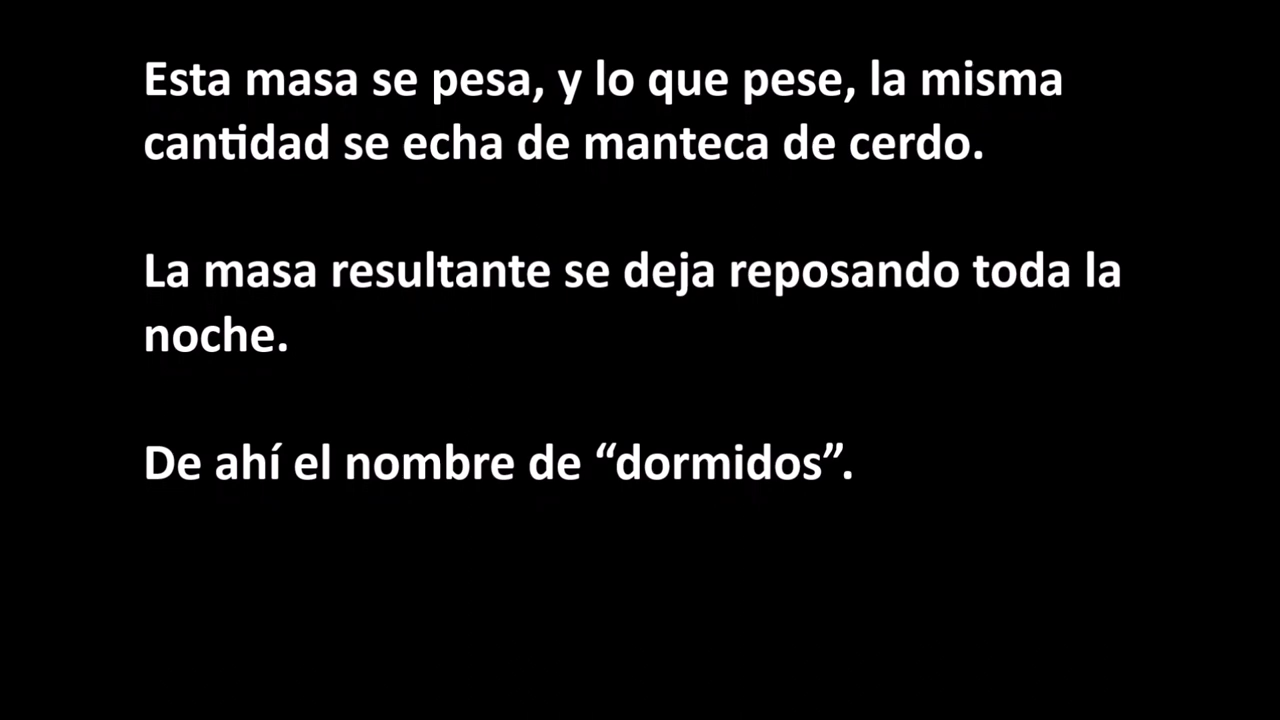 Esta masa se pesa, y lo que pese, la misma
cantidad se echa de manteca de cerdo.
La masa resultante se deja reposando toda la
noche.
De ahí el nombre de “dormidos”.